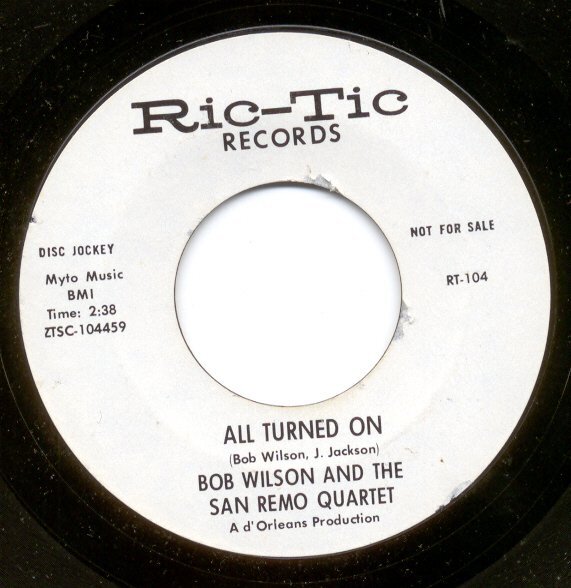 Ric-Tic
RECORDS
NOT FOR SALE
DISC JOCKEY
Myto Music
BMI
Time: 2:38
ZTSC-104459
RT-104
ALL TURNED ON
(Bob Wilson, J. Jackson)
BOB WILSON AND THE
SAN REMO QUARTET
A d'Orleans Production